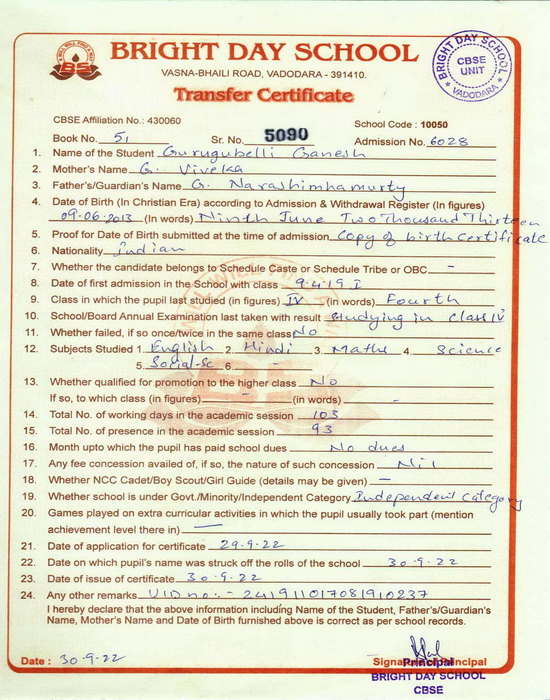 BRIGHT DAY SCHOOL
VASNA-BHAILI ROAD, VADODARA - 391410.
Transfer Certificate
BRIGHT DAY SCHOOL
CBSE
UNIT
VADODARA
CBSE Affiliation No.: 430060
School Code : 10050
Book No. 51 Sr. No. 5090 Admission No. 6028
1. Name of the Student Gurugubelli Ganesh
2. Mother's Name G. Vivekka
3. Father's/Guardian's Name G. Narashimhamurty
4. Date of Birth (In Christian Era) according to Admission & Withdrawal Register (In figures)
09.06.2013 (In words) Ninth June Two Thousand Thirteen
5. Proof for Date of Birth submitted at the time of admission Copy of birth certificate
6. Nationality Indian
7. Whether the candidate belongs to Schedule Caste or Schedule Tribe or OBC -
8. Date of first admission in the School with class 9.4.19 I
9. Class in which the pupil last studied (in figures) IV (in words) Fourth
10. School/Board Annual Examination last taken with result studying in class IV
11. Whether failed, if so once/twice in the same class No
12. Subjects Studied 1. English 2. Hindi 3. Maths 4. Science
5. Social-Sc 6. -
13. Whether qualified for promotion to the higher class No
If so, to which class (in figures) - (in words) -
14. Total No. of working days in the academic session 103
15. Total No. of presence in the academic session 93
16. Month upto which the pupil has paid school dues No dues
17. Any fee concession availed of, if so, the nature of such concession Nil
18. Whether NCC Cadet/Boy Scout/Girl Guide (details may be given) -
19. Whether school is under Govt./Minority/Independent Category Independent category
20. Games played on extra curricular activities in which the pupil usually took part (mention
achievement level there in) -
21. Date of application for certificate 29.9.22
22. Date on which pupil's name was struck off the rolls of the school 30.9.22
23. Date of issue of certificate 30.9.22
24. Any other remarks UID no.- 241911017081910237
I hereby declare that the above information including Name of the Student, Father's/Guardian's
Name, Mother's Name and Date of Birth furnished above is correct as per school records.
Date : 30.9.22
Principal
BRIGHT DAY SCHOOL
CBSE